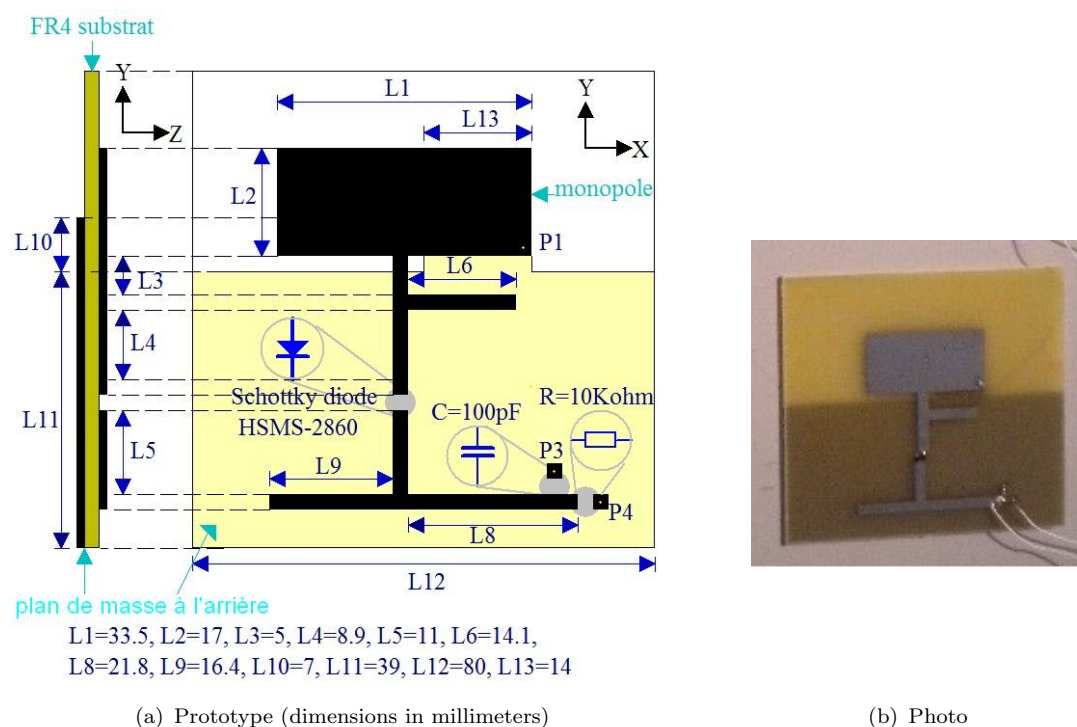 FR4 substrat
Y
Z
L1
L13
Y
X
L2
monopole
P1
L10
L3
L6
L4
L11
Schottky diode
HSMS-2860
C=100pF
R=10Kohm
L5
L9
P3
P4
L8
L12
plan de masse à l'arrière
L1=33.5, L2=17, L3=5, L4=8.9, L5=11, L6=14.1,
L8=21.8, L9=16.4, L10=7, L11=39, L12=80, L13=14
(a) Prototype (dimensions in millimeters)
(b) Photo